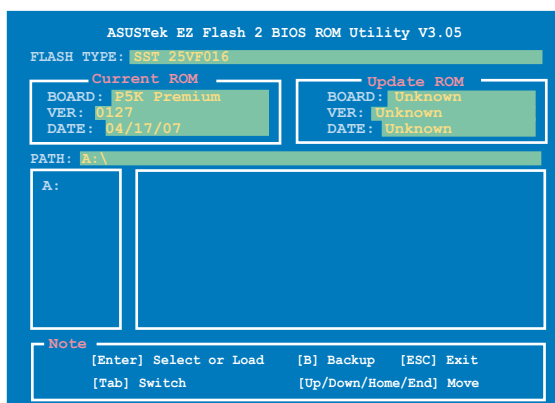 ASUSTek EZ Flash 2 BIOS ROM Utility V3.05
FLASH TYPE: SST 25VF016
Current ROM
BOARD: P5K Premium
VER: 0127
DATE: 04/17/07
Update ROM
BOARD: Unknown
VER: Unknown
DATE: Unknown
PATH: A:\
A:
Note
[Enter] Select or Load [B] Backup [ESC] Exit
[Tab] Switch [Up/Down/Home/End] Move